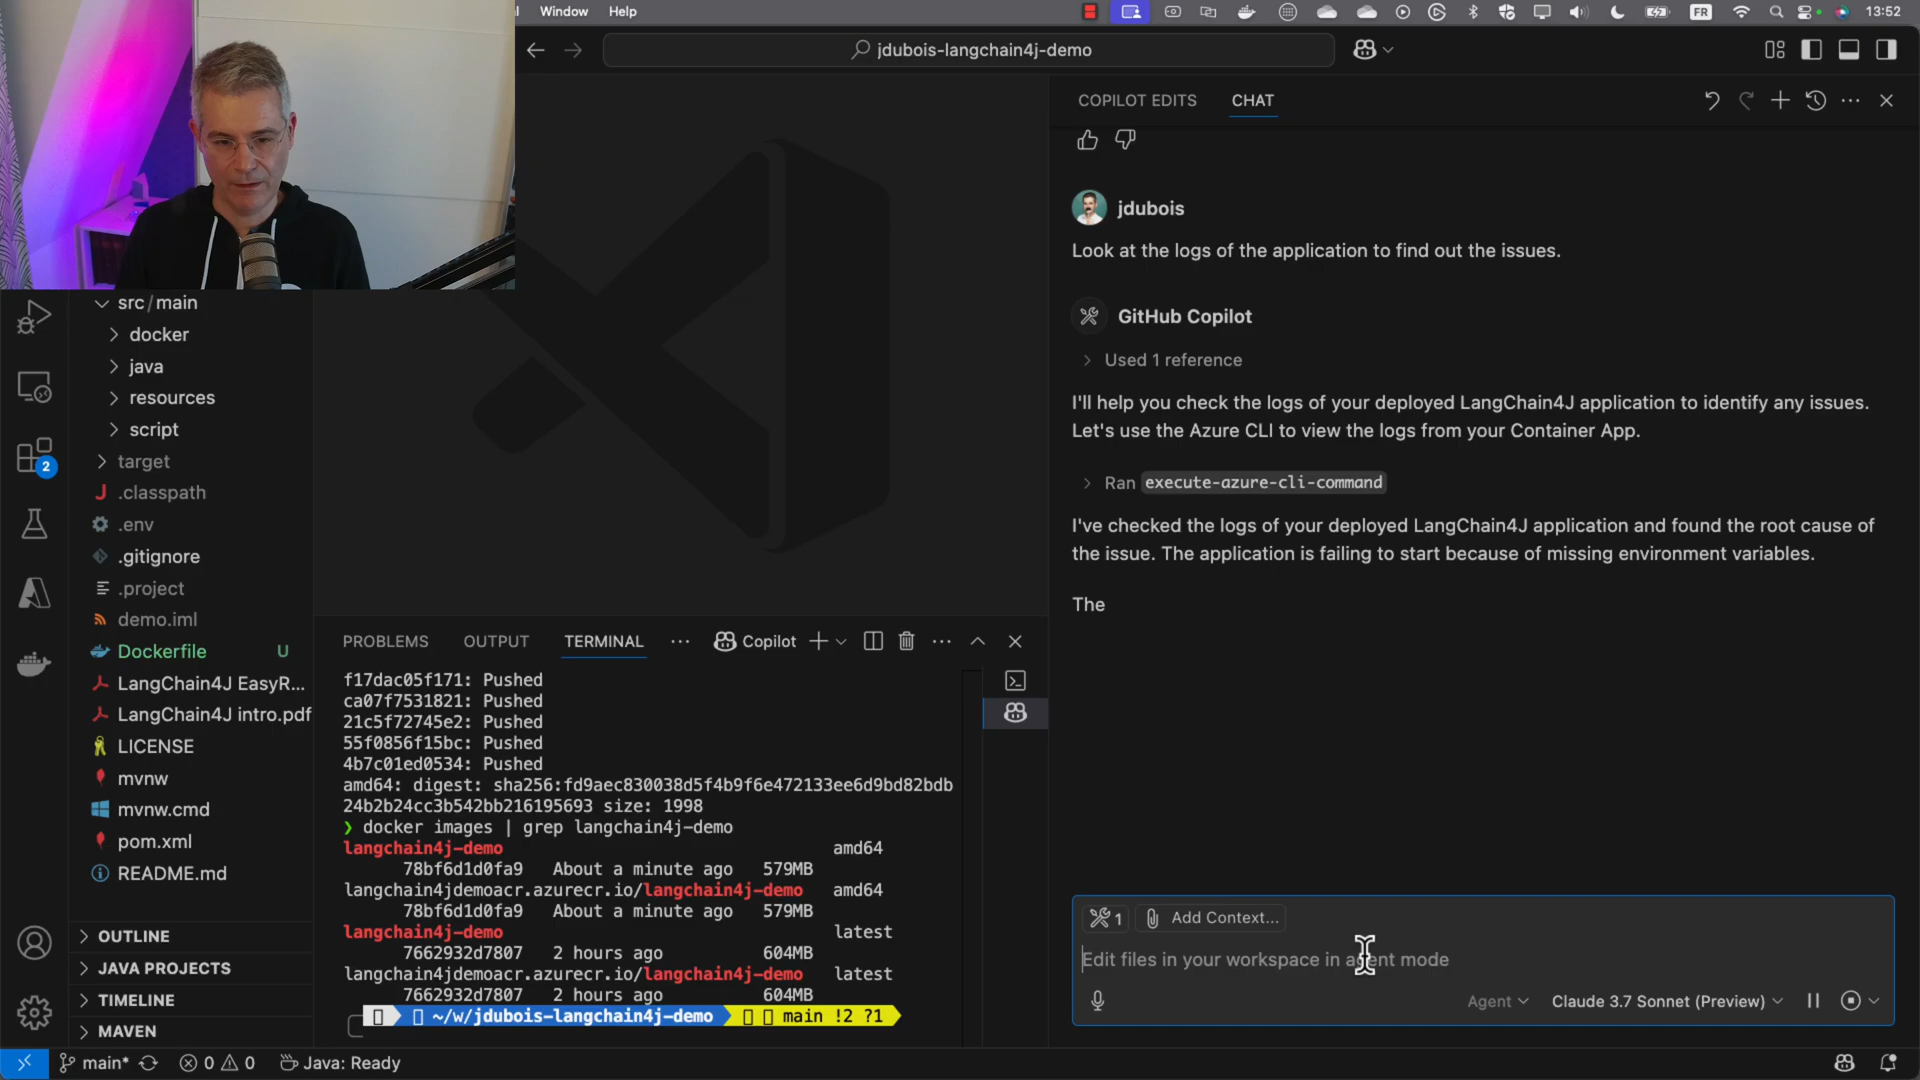 Window Help
FR
13:52
jdubois-langchain4j-demo
COPILOT EDITS CHAT
jdubois
Look at the logs of the application to find out the issues.
GitHub Copilot
Used 1 reference
I'll help you check the logs of your deployed LangChain4J application to identify any issues.
Let's use the Azure CLI to view the logs from your Container App.
Ran execute-azure-cli-command
I've checked the logs of your deployed LangChain4J application and found the root cause of
the issue. The application is failing to start because of missing environment variables.
The
1 Add Context...
Edit files in your workspace in agent mode
Agent Claude 3.7 Sonnet (Preview)
2
src/main
docker
java
resources
script
target
.classpath
.env
.gitignore
.project
demo.iml
Dockerfile U
LangChain4J EasyR...
LangChain4J intro.pdf
LICENSE
mvnw
mvnw.cmd
pom.xml
README.md
OUTLINE
JAVA PROJECTS
TIMELINE
MAVEN
PROBLEMS OUTPUT TERMINAL ... Copilot
f17dac05f171: Pushed
ca07f7531821: Pushed
21c5f72745e2: Pushed
55f0856f15bc: Pushed
4b7c01ed0534: Pushed
amd64: digest: sha256:fd9aec830038d5f4b9f6e472133ee6d9bd82bdb
24b2b24cc3b542bb216195693 size: 1998
❯ docker images | grep langchain4j-demo
langchain4j-demo amd64
78bf6d1d0fa9 About a minute ago 579MB
langchain4jdemoacr.azurecr.io/langchain4j-demo amd64
78bf6d1d0fa9 About a minute ago 579MB
langchain4j-demo latest
7662932d7807 2 hours ago 604MB
langchain4jdemoacr.azurecr.io/langchain4j-demo latest
7662932d7807 2 hours ago 604MB
~/w/jdubois-langchain4j-demo main !2 ?1
main* 0 0 Java: Ready